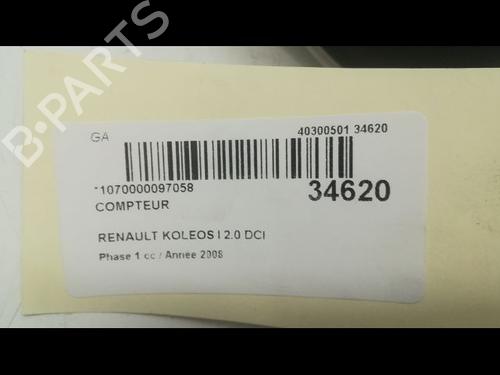 B-PARTS
GA
40300501 34620
*1070000097058
34620
COMPTEUR
RENAULT KOLEOS I 2.0 DCI
Phase 1 cc / Année 2008